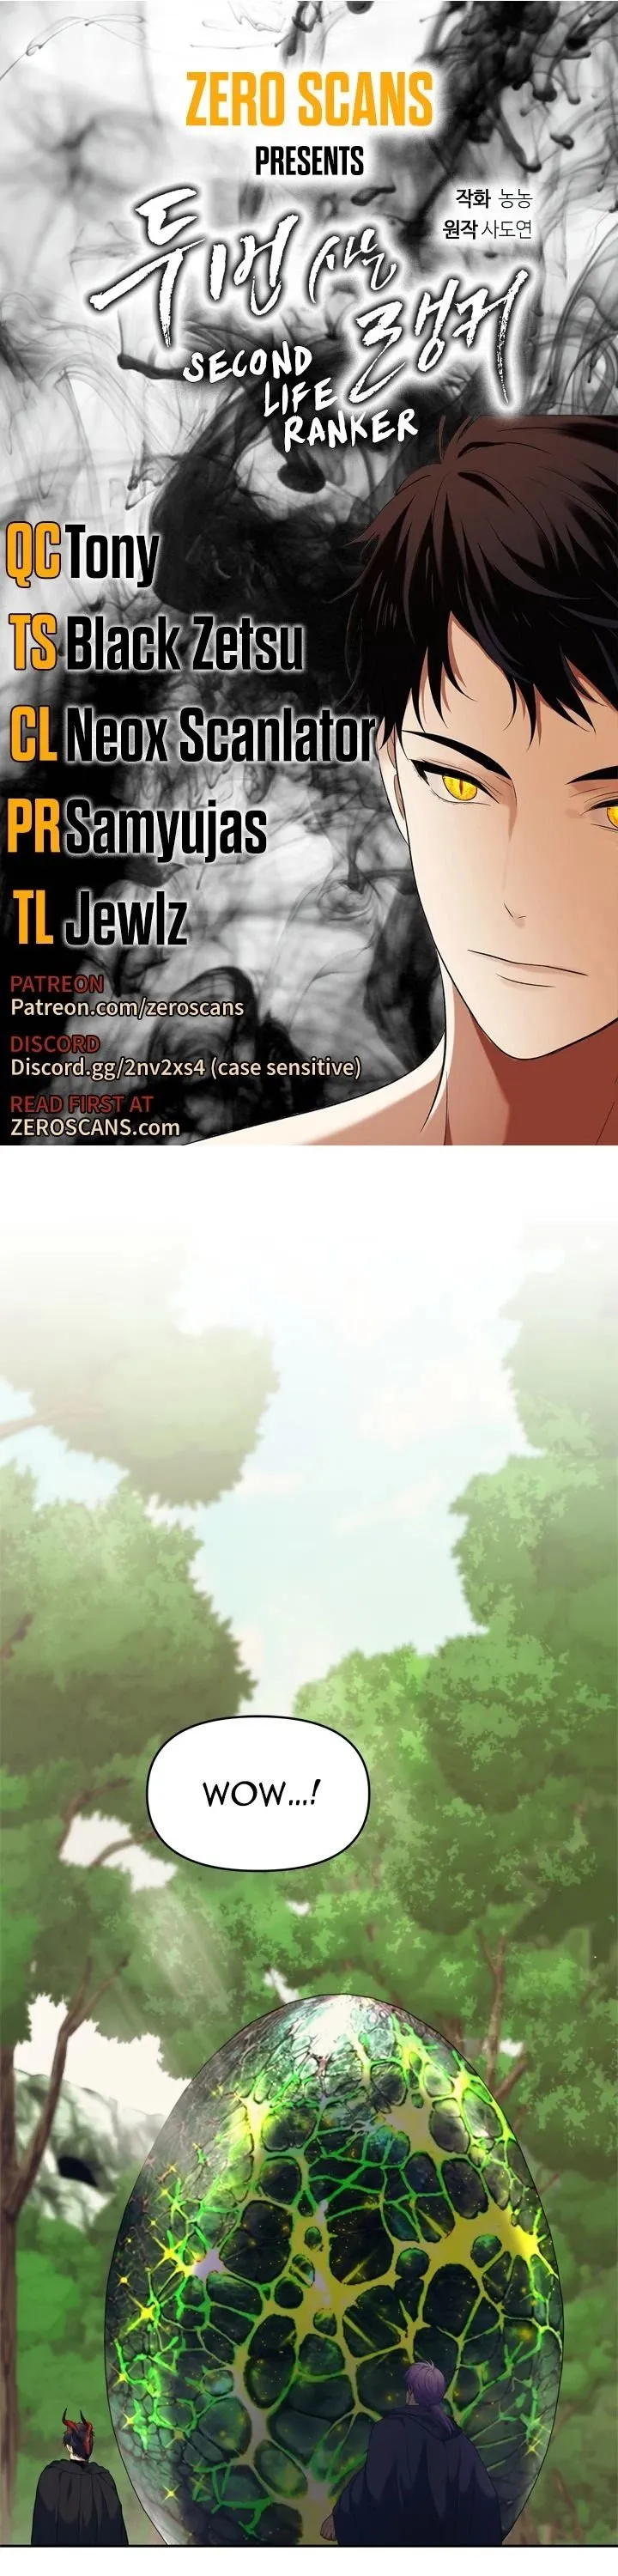 ZERO SCANS
PRESENTS
작화 농농
원작 사도연
두 번 사는
랭커
SECOND
LIFE
RANKER
QC Tony
TS Black Zetsu
CL Neox Scanlator
PR Samyujas
TL Jewlz
PATREON
Patreon.com/zeroscans
DISCORD
Discord.gg/2nv2xs4 (case sensitive)
READ FIRST AT
ZEROSCANS.com
WOW...!